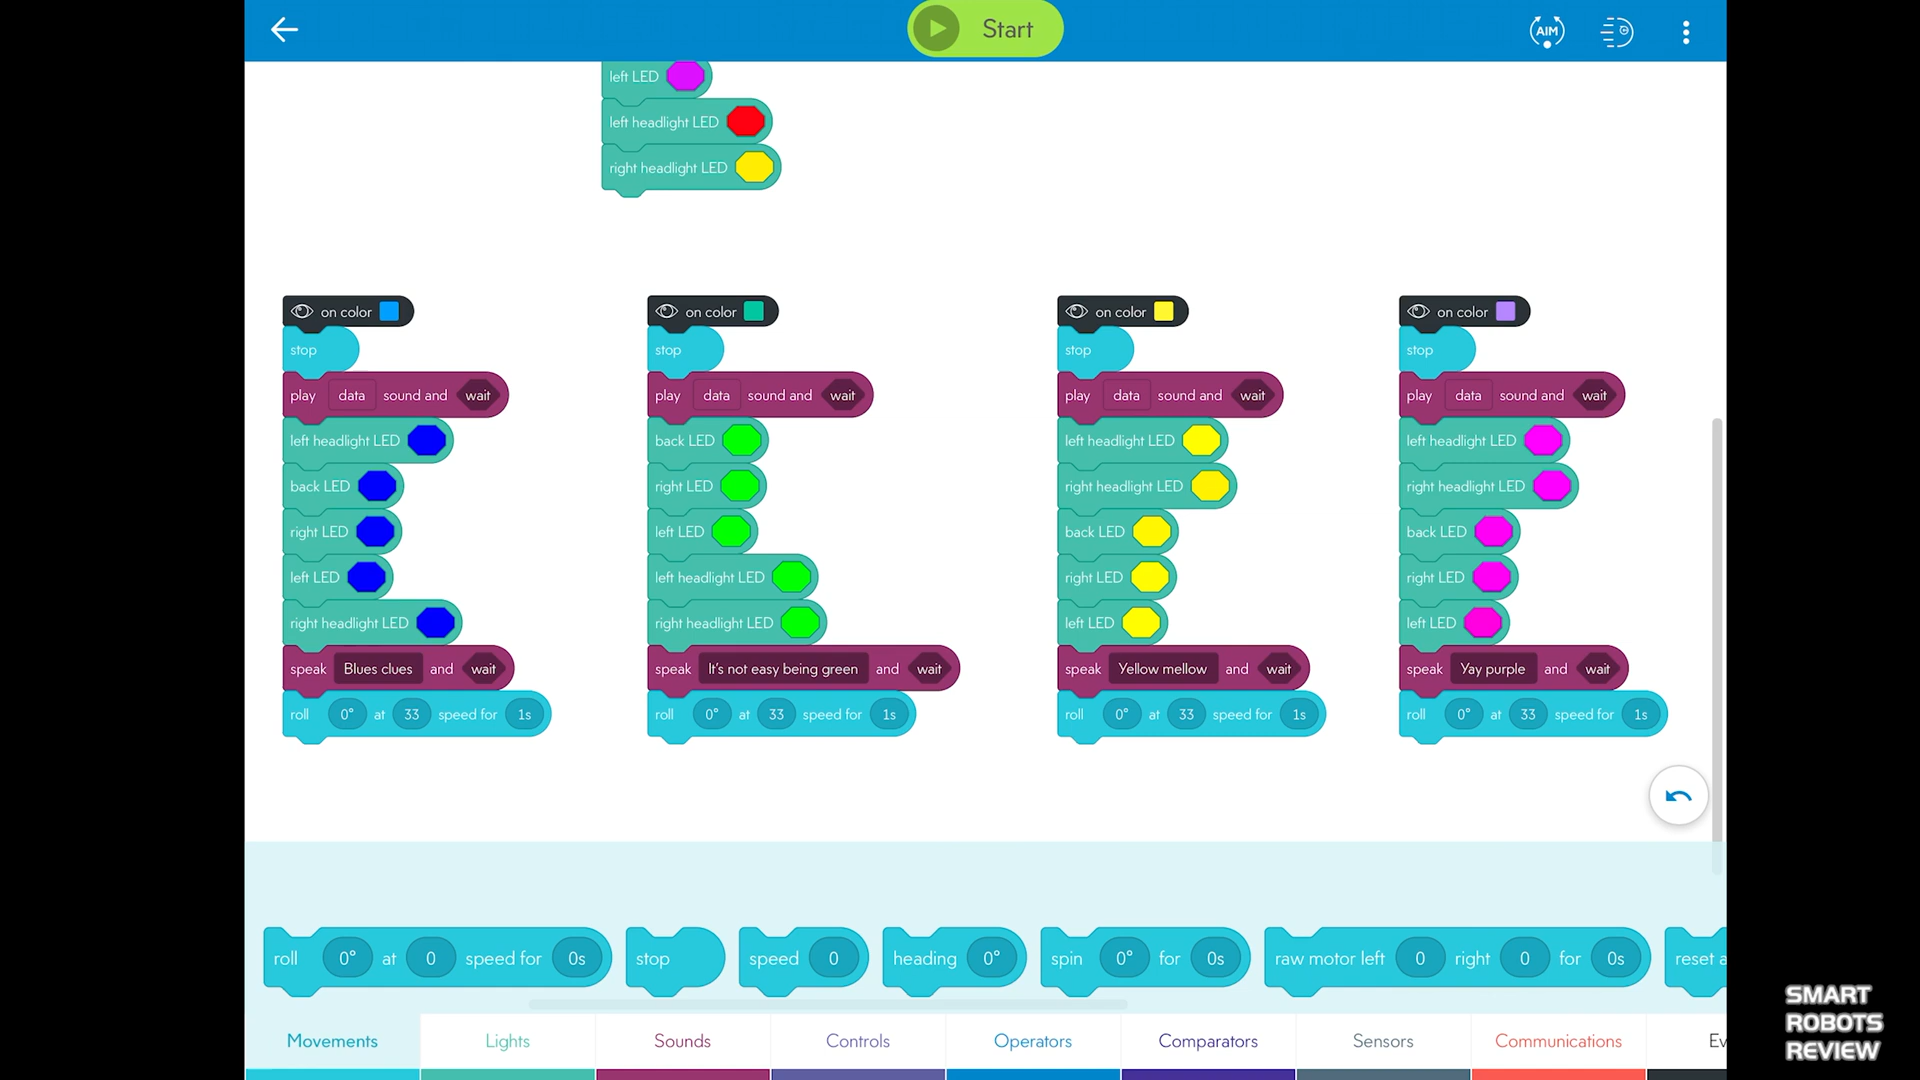 Start
AIM
left LED
left headlight LED
right headlight LED
on color
stop
play data sound and wait
left headlight LED
back LED
right LED
left LED
right headlight LED
speak Blues clues and wait
roll 0° at 33 speed for 1s
on color
stop
play data sound and wait
back LED
right LED
left LED
left headlight LED
right headlight LED
speak It's not easy being green and wait
roll 0° at 33 speed for 1s
on color
stop
play data sound and wait
left headlight LED
right headlight LED
back LED
right LED
left LED
speak Yellow mellow and wait
roll 0° at 33 speed for 1s
on color
stop
play data sound and wait
left headlight LED
right headlight LED
back LED
right LED
left LED
speak Yay purple and wait
roll 0° at 33 speed for 1s
roll 0° at 0 speed for 0s
stop
speed 0
heading 0°
spin 0° for 0s
raw motor left 0 right 0 for 0s
reset a
Movements
Lights
Sounds
Controls
Operators
Comparators
Sensors
Communications
Ev
SMART
ROBOTS
REVIEW